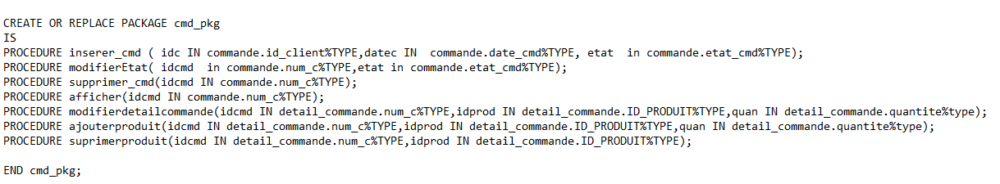 CREATE OR REPLACE PACKAGE cmd_pkg
IS
PROCEDURE inserer_cmd ( idc IN commande.id_client%TYPE,datec IN  commande.date_cmd%TYPE, etat  in commande.etat_cmd%TYPE);
PROCEDURE modifierEtat( idcmd  in commande.num_c%TYPE,etat in commande.etat_cmd%TYPE);
PROCEDURE supprimer_cmd(idcmd IN commande.num_c%TYPE);
PROCEDURE afficher(idcmd IN commande.num_c%TYPE);
PROCEDURE modifierdetailcommande(idcmd IN detail_commande.num_c%TYPE,idprod IN detail_commande.ID_PRODUIT%TYPE,quan IN detail_commande.quantite%type);
PROCEDURE ajouterproduit(idcmd IN detail_commande.num_c%TYPE,idprod IN detail_commande.ID_PRODUIT%TYPE,quan IN detail_commande.quantite%type);
PROCEDURE suprimerproduit(idcmd IN detail_commande.num_c%TYPE,idprod IN detail_commande.ID_PRODUIT%TYPE);
END cmd_pkg;